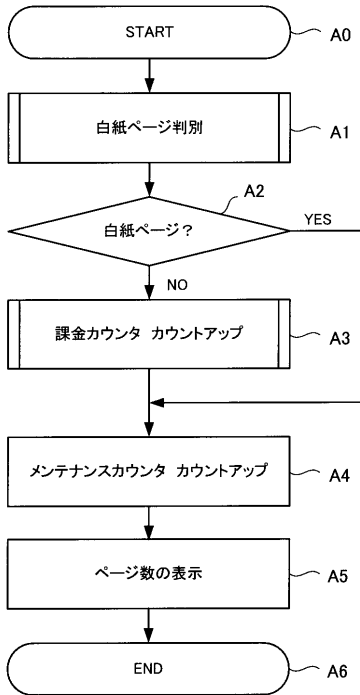 START
A0
白紙ページ判別
A1
A2
白紙ページ？
YES
NO
課金カウンタ カウントアップ
A3
メンテナンスカウンタ カウントアップ
A4
ページ数の表示
A5
END
A6